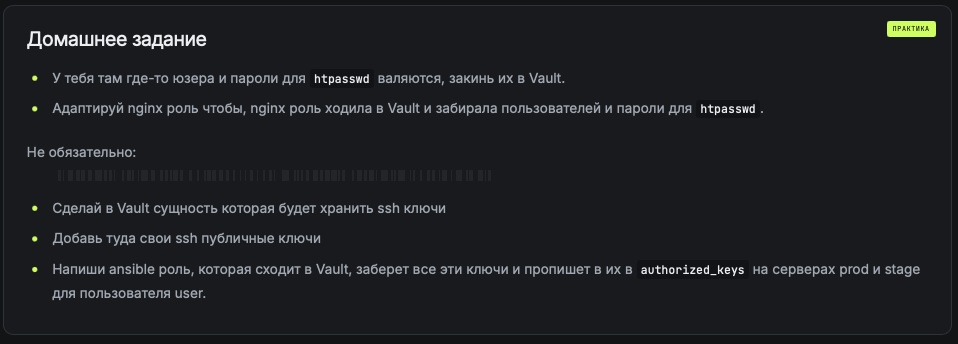 ПРАКТИКА
Домашнее задание
У тебя там где-то юзера и пароли для htpasswd валяются, закинь их в Vault.
Адаптируй nginx роль чтобы, nginx роль ходила в Vault и забирала пользователей и пароли для htpasswd.
Не обязательно:
Сделай в Vault сущность которая будет хранить ssh ключи
Добавь туда свои ssh публичные ключи
Напиши ansible роль, которая сходит в Vault, заберет все эти ключи и пропишет в их в authorized_keys на серверах prod и stage
для пользователя user.